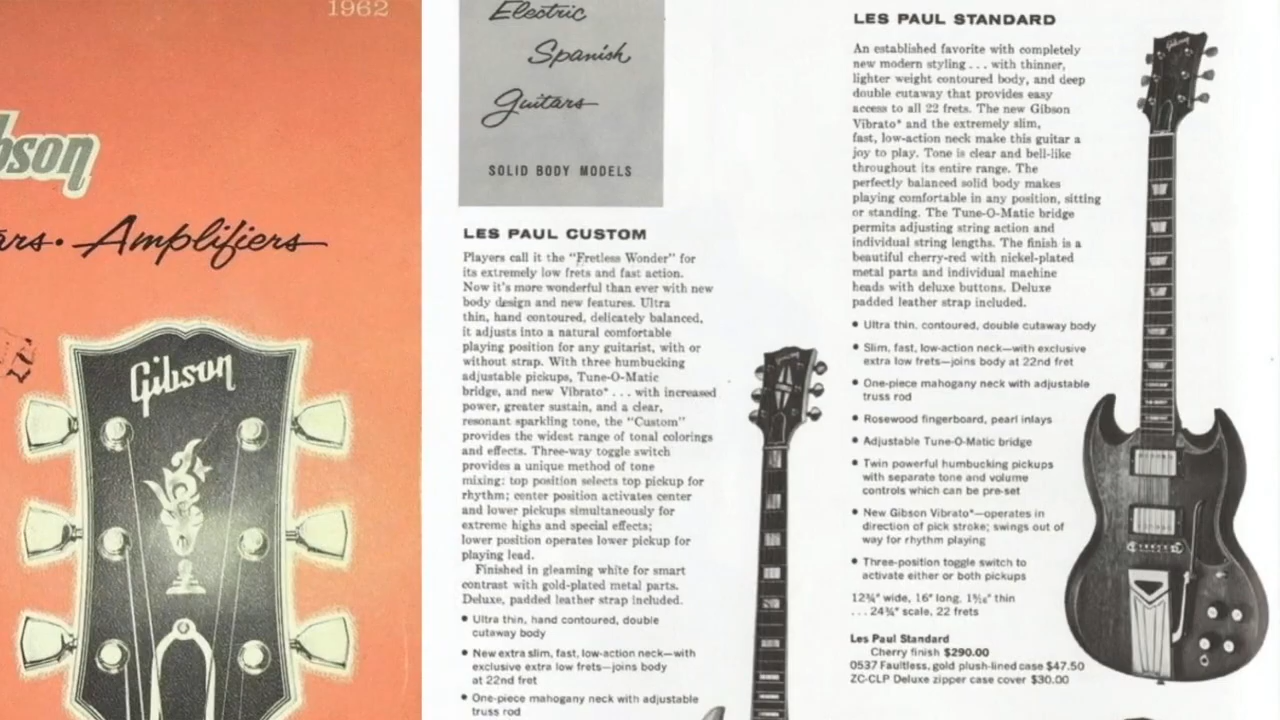 1962
bson
ars. Amplifiers
Gibson
Electric
Spanish
Guitars
SOLID BODY MODELS
LES PAUL CUSTOM
Players call it the “Fretless Wonder” for
its extremely low frets and fast action.
Now it's more wonderful than ever with new
body design and new features. Ultra
thin, hand contoured, delicately balanced,
it adjusts into a natural comfortable
playing position for any guitarist, with or
without strap. With three humbucking
adjustable pickups, Tune-O-Matic
bridge, and new Vibrato* . . . with increased
power, greater sustain, and a clear,
resonant sparkling tone, the “Custom”
provides the widest range of tonal colorings
and effects. Three-way toggle switch
provides a unique method of tone
mixing: top position selects top pickup for
rhythm; center position activates center
and lower pickups simultaneously for
extreme highs and special effects;
lower position operates lower pickup for
playing lead.
Finished in gleaming white for smart
contrast with gold-plated metal parts.
Deluxe, padded leather strap included.
• Ultra thin, hand contoured, double
cutaway body
• New extra slim, fast, low-action neck—with
exclusive extra low frets—joins body
at 22nd fret
• One-piece mahogany neck with adjustable
truss rod
LES PAUL STANDARD
An established favorite with completely
new modern styling . . . with thinner,
lighter weight contoured body, and deep
double cutaway that provides easy
access to all 22 frets. The new Gibson
Vibrato* and the extremely slim,
fast, low-action neck make this guitar a
joy to play. Tone is clear and bell-like
throughout its entire range. The
perfectly balanced solid body makes
playing comfortable in any position, sitting
or standing. The Tune-O-Matic bridge
permits adjusting string action and
individual string lengths. The finish is a
beautiful cherry-red with nickel-plated
metal parts and individual machine
heads with deluxe buttons. Deluxe
padded leather strap included.
• Ultra thin, contoured, double cutaway body
• Slim, fast, low-action neck—with exclusive
extra low frets—joins body at 22nd fret
• One-piece mahogany neck with adjustable
truss rod
• Rosewood fingerboard, pearl inlays
• Adjustable Tune-O-Matic bridge
• Twin powerful humbucking pickups
with separate tone and volume
controls which can be pre-set
• New Gibson Vibrato*—operates in
direction of pick stroke; swings out of
way for rhythm playing
• Three-position toggle switch to
activate either or both pickups
12¾" wide, 16" long, 1⁵⁄₁₆" thin
. . . 24¾" scale, 22 frets
Les Paul Standard
Cherry finish $290.00
0537 Faultless, gold plush-lined case $47.50
ZC-CLP Deluxe zipper case cover $30.00
Gibson